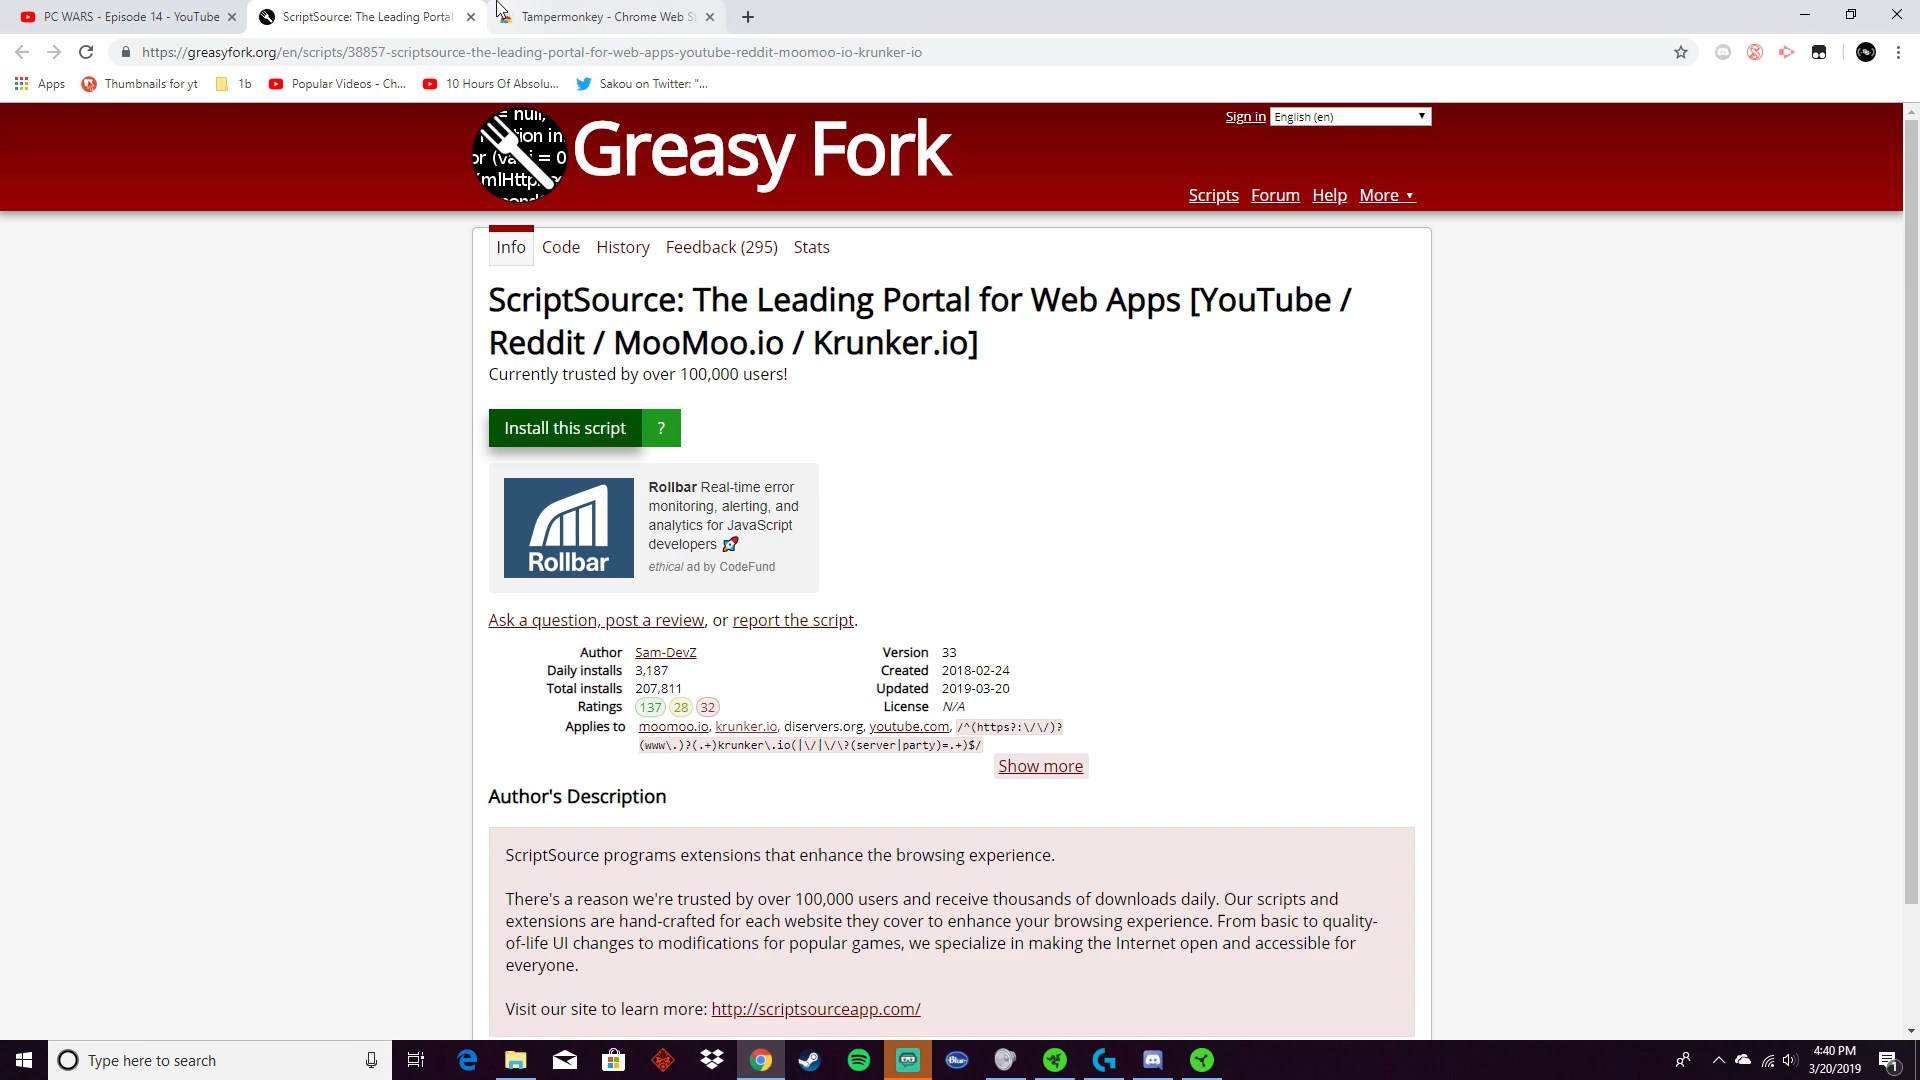 PC WARS - Episode 14 - YouTube
ScriptSource: The Leading Portal
Tampermonkey - Chrome Web S
https://greasyfork.org/en/scripts/38857-scriptsource-the-leading-portal-for-web-apps-youtube-reddit-moomoo-io-krunker-io
Apps
Thumbnails for yt
1b
Popular Videos - Ch...
10 Hours Of Absolu...
Sakou on Twitter: "...
= null,
tion in
or (va i = 0
mlHttp
Greasy Fork
Sign in
English (en)
Scripts Forum Help More
Info Code History Feedback (295) Stats
ScriptSource: The Leading Portal for Web Apps [YouTube /
Reddit / MooMoo.io / Krunker.io]
Currently trusted by over 100,000 users!
Install this script ?
Rollbar
Rollbar Real-time error
monitoring, alerting, and
analytics for JavaScript
developers 🚀
ethical ad by CodeFund
Ask a question, post a review, or report the script.
Author Sam-DevZ
Daily installs 3,187
Total installs 207,811
Ratings 137 28 32
Version 33
Created 2018-02-24
Updated 2019-03-20
License N/A
Applies to moomoo.io, krunker.io, diservers.org, youtube.com, /^(https?:\/\/)?
(www\.)?(.+)krunker\.io(|\/|\/\?(server|party)=.+)$/
Show more
Author's Description
ScriptSource programs extensions that enhance the browsing experience.
There's a reason we're trusted by over 100,000 users and receive thousands of downloads daily. Our scripts and
extensions are hand-crafted for each website they cover to enhance your browsing experience. From basic to quality-
of-life UI changes to modifications for popular games, we specialize in making the Internet open and accessible for
everyone.
Visit our site to learn more: http://scriptsourceapp.com/
Type here to search
Blue
4:40 PM
3/20/2019
1